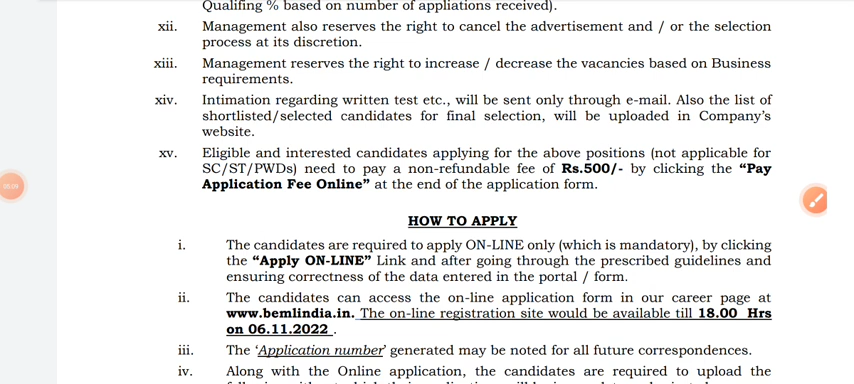 Qualifing % based on number of appliations received).
xii. Management also reserves the right to cancel the advertisement and / or the selection
process at its discretion.
xiii. Management reserves the right to increase / decrease the vacancies based on Business
requirements.
xiv. Intimation regarding written test etc., will be sent only through e-mail. Also the list of
shortlisted/selected candidates for final selection, will be uploaded in Company's
website.
xv. Eligible and interested candidates applying for the above positions (not applicable for
SC/ST/PWDs) need to pay a non-refundable fee of Rs.500/- by clicking the “Pay
Application Fee Online” at the end of the application form.
HOW TO APPLY
i. The candidates are required to apply ON-LINE only (which is mandatory), by clicking
the “Apply ON-LINE” Link and after going through the prescribed guidelines and
ensuring correctness of the data entered in the portal / form.
ii. The candidates can access the on-line application form in our career page at
www.bemlindia.in. The on-line registration site would be available till 18.00 Hrs
on 06.11.2022 .
iii. The ‘Application number’ generated may be noted for all future correspondences.
iv. Along with the Online application, the candidates are required to upload the